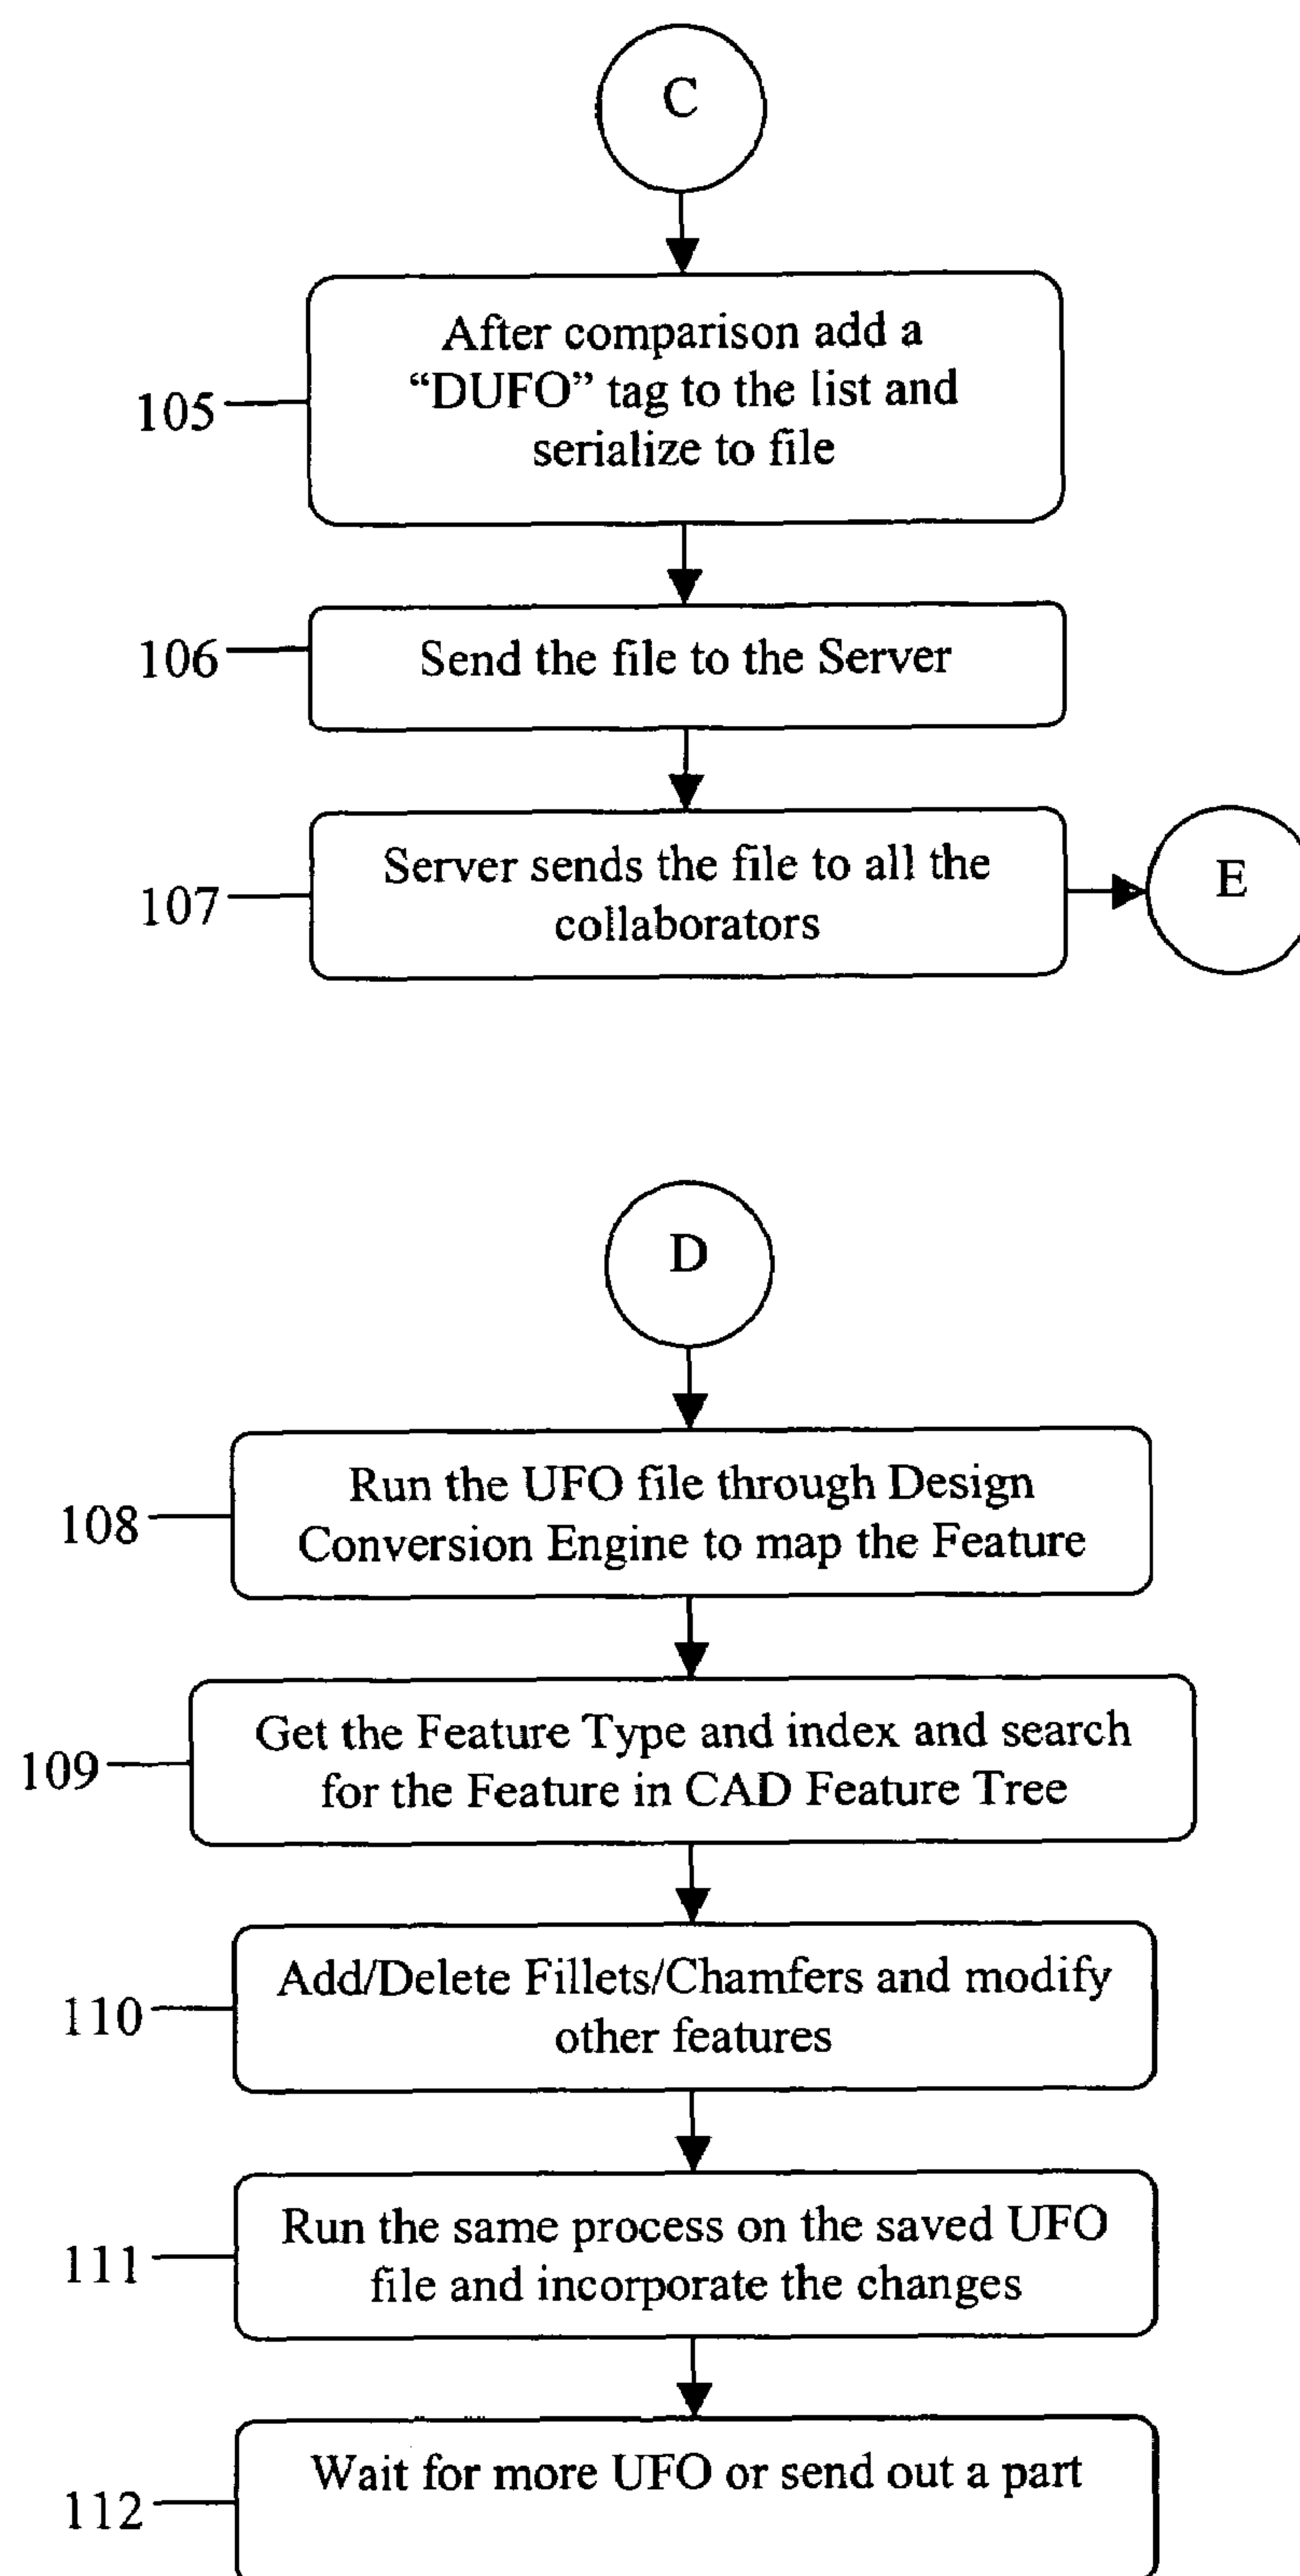 C
After comparison add a
“DUFO” tag to the list and
serialize to file
105
106
Send the file to the Server
Server sends the file to all the
collaborators
107
E
D
Run the UFO file through Design
Conversion Engine to map the Feature
108
Get the Feature Type and index and search
for the Feature in CAD Feature Tree
109
Add/Delete Fillets/Chamfers and modify
other features
110
Run the same process on the saved UFO
file and incorporate the changes
111
Wait for more UFO or send out a part
112